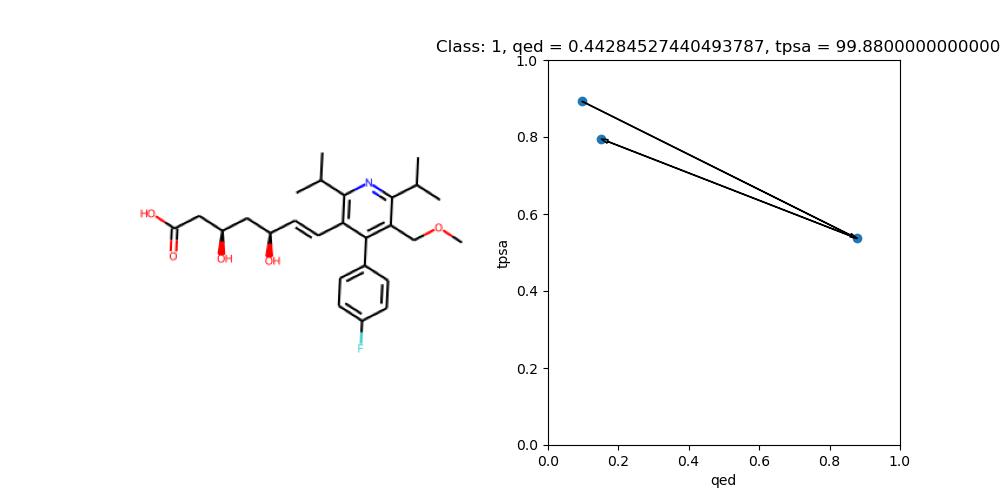 Class: 1, qed = 0.44284527440493787, tpsa = 99.8800000000000
1.0
0.8
0.6
0.4
0.2
0.0
tpsa
0.0 0.2 0.4 0.6 0.8 1.0
qed
N
HO
O
OH
OH
O
F